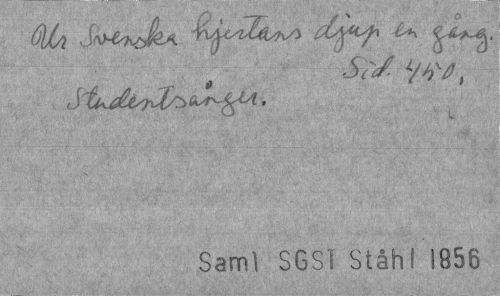 Ur Svenska hjertans djup en gång.
Sid. 450,
Studentsånger.
Saml SGST Ståhl 1856